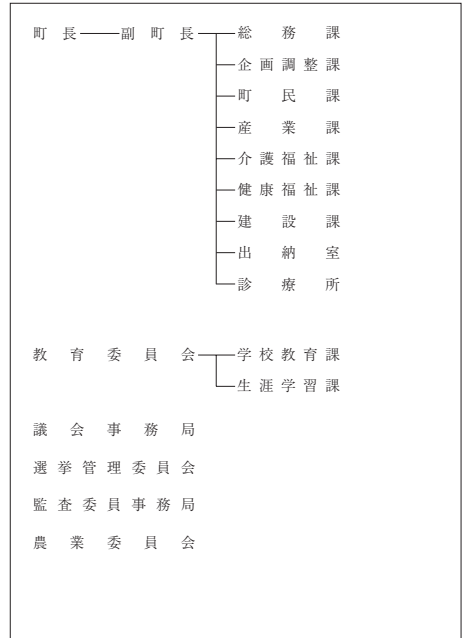 町長 副町長 総務課
企画調整課
町民課
産業課
介護福祉課
健康福祉課
建設課
出納室
診療所
教育委員会 学校教育課
生涯学習課
議会事務局
選挙管理委員会
監査委員事務局
農業委員会